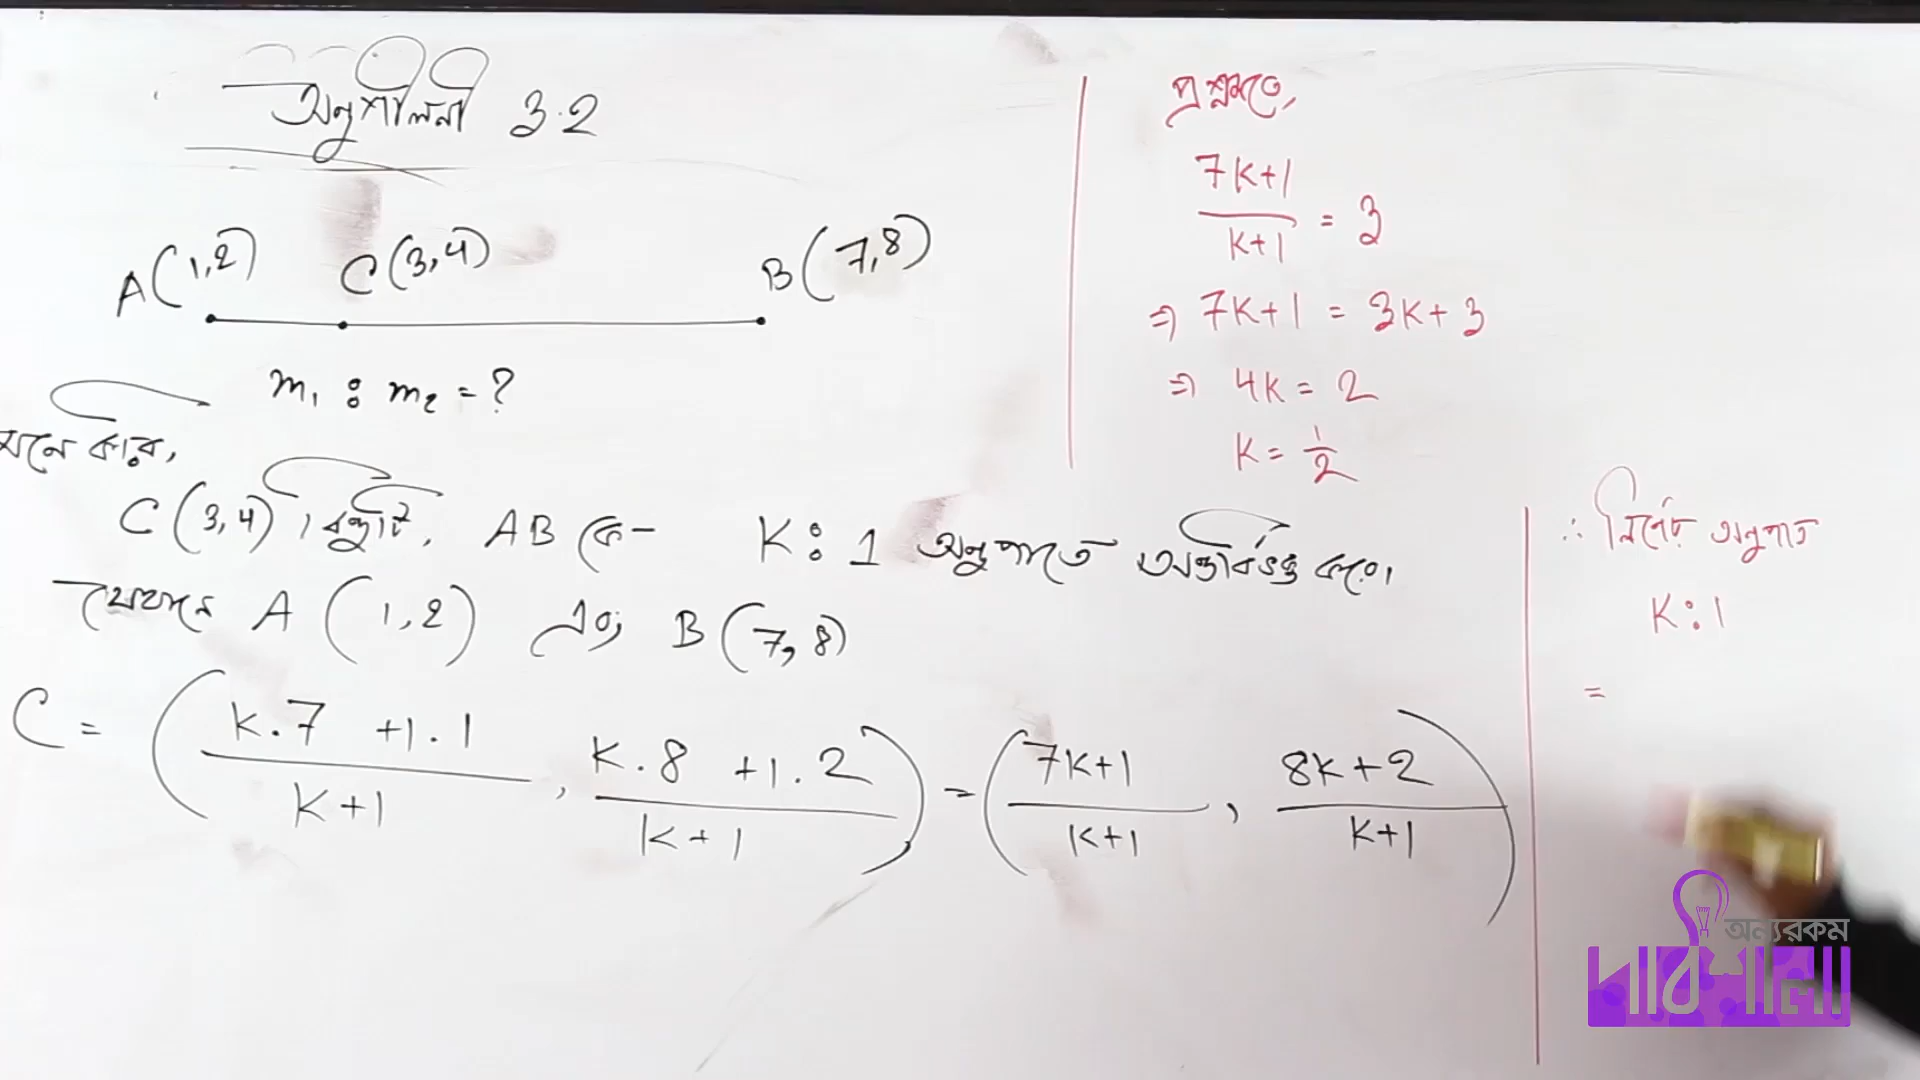 অনুশীলনী 3.2
A(1,2) C(3,4) B(7,8)
m₁ : m₂ = ?
মনে করি,
C(3,4) বিন্দুটি, AB কে- K : 1 অনুপাতে অন্তর্বিভক্ত করে।
যেখানে A (1,2) এবং B (7,8)
C = ( (K.7 +1.1)/(K+1) , (K.8 +1.2)/(K+1) ) = ( (7K+1)/(K+1) , (8K+2)/(K+1) )
প্রশ্নমতে,
(7K+1)/(K+1) = 3
⇒ 7K+1 = 3K+3
⇒ 4K = 2
K = 1/2
∴ নির্ণেয় অনুপাত
K : 1
=
অন্যরকম
পাঠশালা